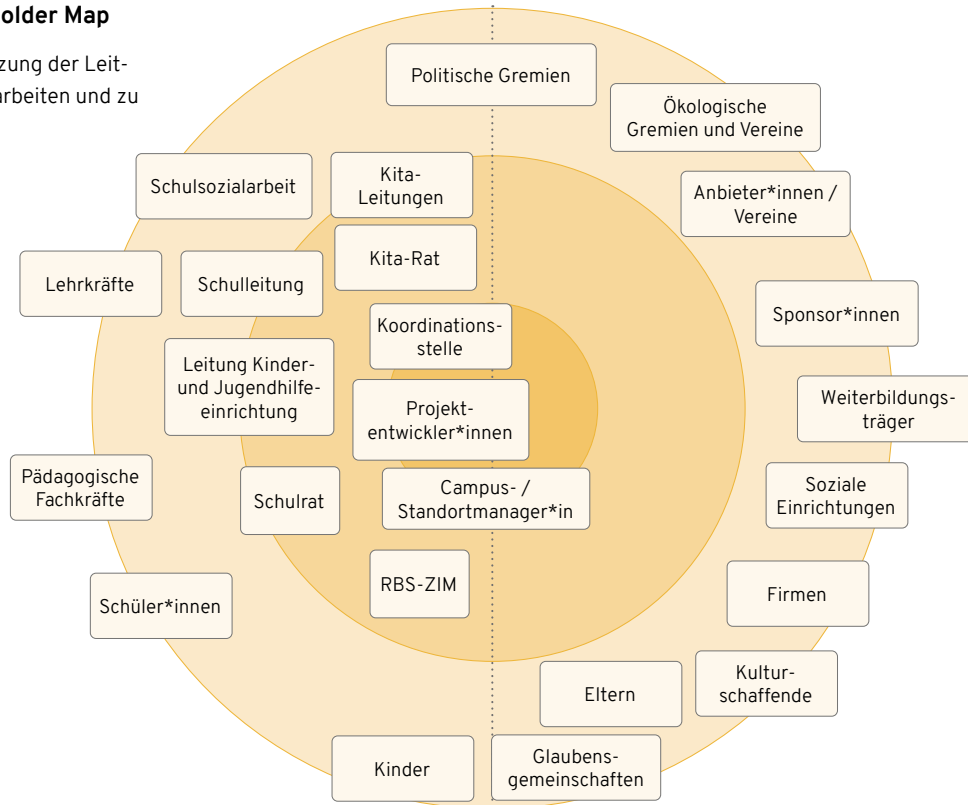 older Map
zung der Leit-
arbeiten und zu
Politische Gremien
Ökologische
Gremien und Vereine
Schulsozialarbeit
Kita-
Leitungen
Anbieter*innen /
Vereine
Kita-Rat
Lehrkräfte
Schulleitung
Koordinations-
stelle
Sponsor*innen
Leitung Kinder-
und Jugendhilfe-
einrichtung
Projekt-
entwickler*innen
Weiterbildungs-
träger
Pädagogische
Fachkräfte
Schulrat
Campus- /
Standortmanager*in
Soziale
Einrichtungen
RBS-ZIM
Firmen
Schüler*innen
Eltern
Kultur-
schaffende
Kinder
Glaubens-
gemeinschaften